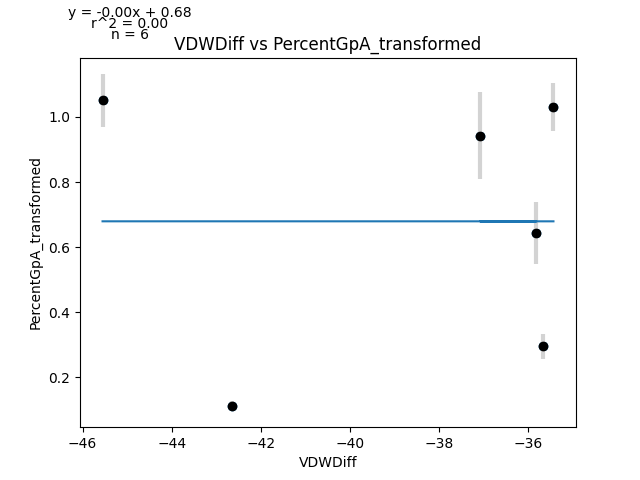 y = -0.00x + 0.68
r^2 = 0.00
n = 6
VDWDiff vs PercentGpA_transformed
PercentGpA_transformed
1.0
0.8
0.6
0.4
0.2
−46
−44
−42
−40
−38
−36
VDWDiff